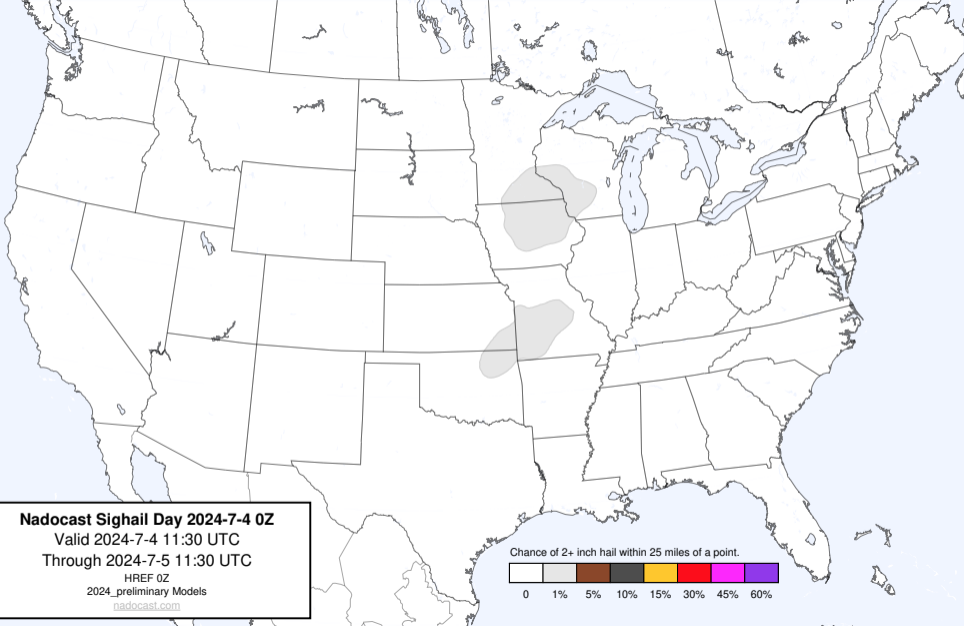 Nadocast Sighail Day 2024-7-4 0Z
Valid 2024-7-4 11:30 UTC
Through 2024-7-5 11:30 UTC
HREF 0Z
2024_preliminary Models
nadocast.com
Chance of 2+ inch hail within 25 miles of a point.
0 1% 5% 10% 15% 30% 45% 60%